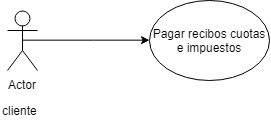 Pagar recibos cuotas
e impuestos
Actor
cliente